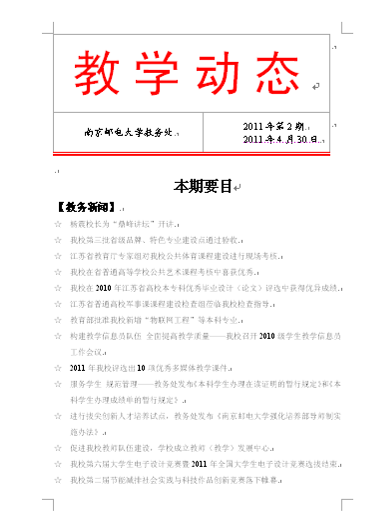 教学动态
南京邮电大学教务处
2011年第2期
2011年4月30日
本期要目
【教务新闻】
☆ 杨震校长为“鼎峰讲坛”开讲
☆ 我校第三批省级品牌、特色专业建设点通过验收
☆ 江苏省教育厅专家组对我校公共体育课程建设进行现场考核
☆ 我校在省普通高等学校公共艺术课程考核中喜获优秀
☆ 我校在2010年江苏省高校本专科优秀毕业设计（论文）评选中获得优异成绩
☆ 江苏省普通高校军事课课程建设检查组莅临我校检查指导
☆ 教育部批准我校新增“物联网工程”等本科专业
☆ 构建教学信息员队伍 全面提高教学质量——我校召开2010级学生教学信息员
工作会议
☆ 2011年我校评选出10项优秀多媒体教学课件
☆ 服务学生 规范管理——教务处发布《本科学生办理在读证明的暂行规定》和《本
科学生办理成绩单的暂行规定》
☆ 进行拔尖创新人才培养试点，教务处发布《南京邮电大学强化培养部导师制实
施办法》
☆ 促进我校教师队伍建设，学校成立教师（教学）发展中心
☆ 我校第六届大学生电子设计竞赛暨2011年全国大学生电子设计竞赛选拔结束
☆ 我校第二届节能减排社会实践与科技作品创新竞赛落下帷幕